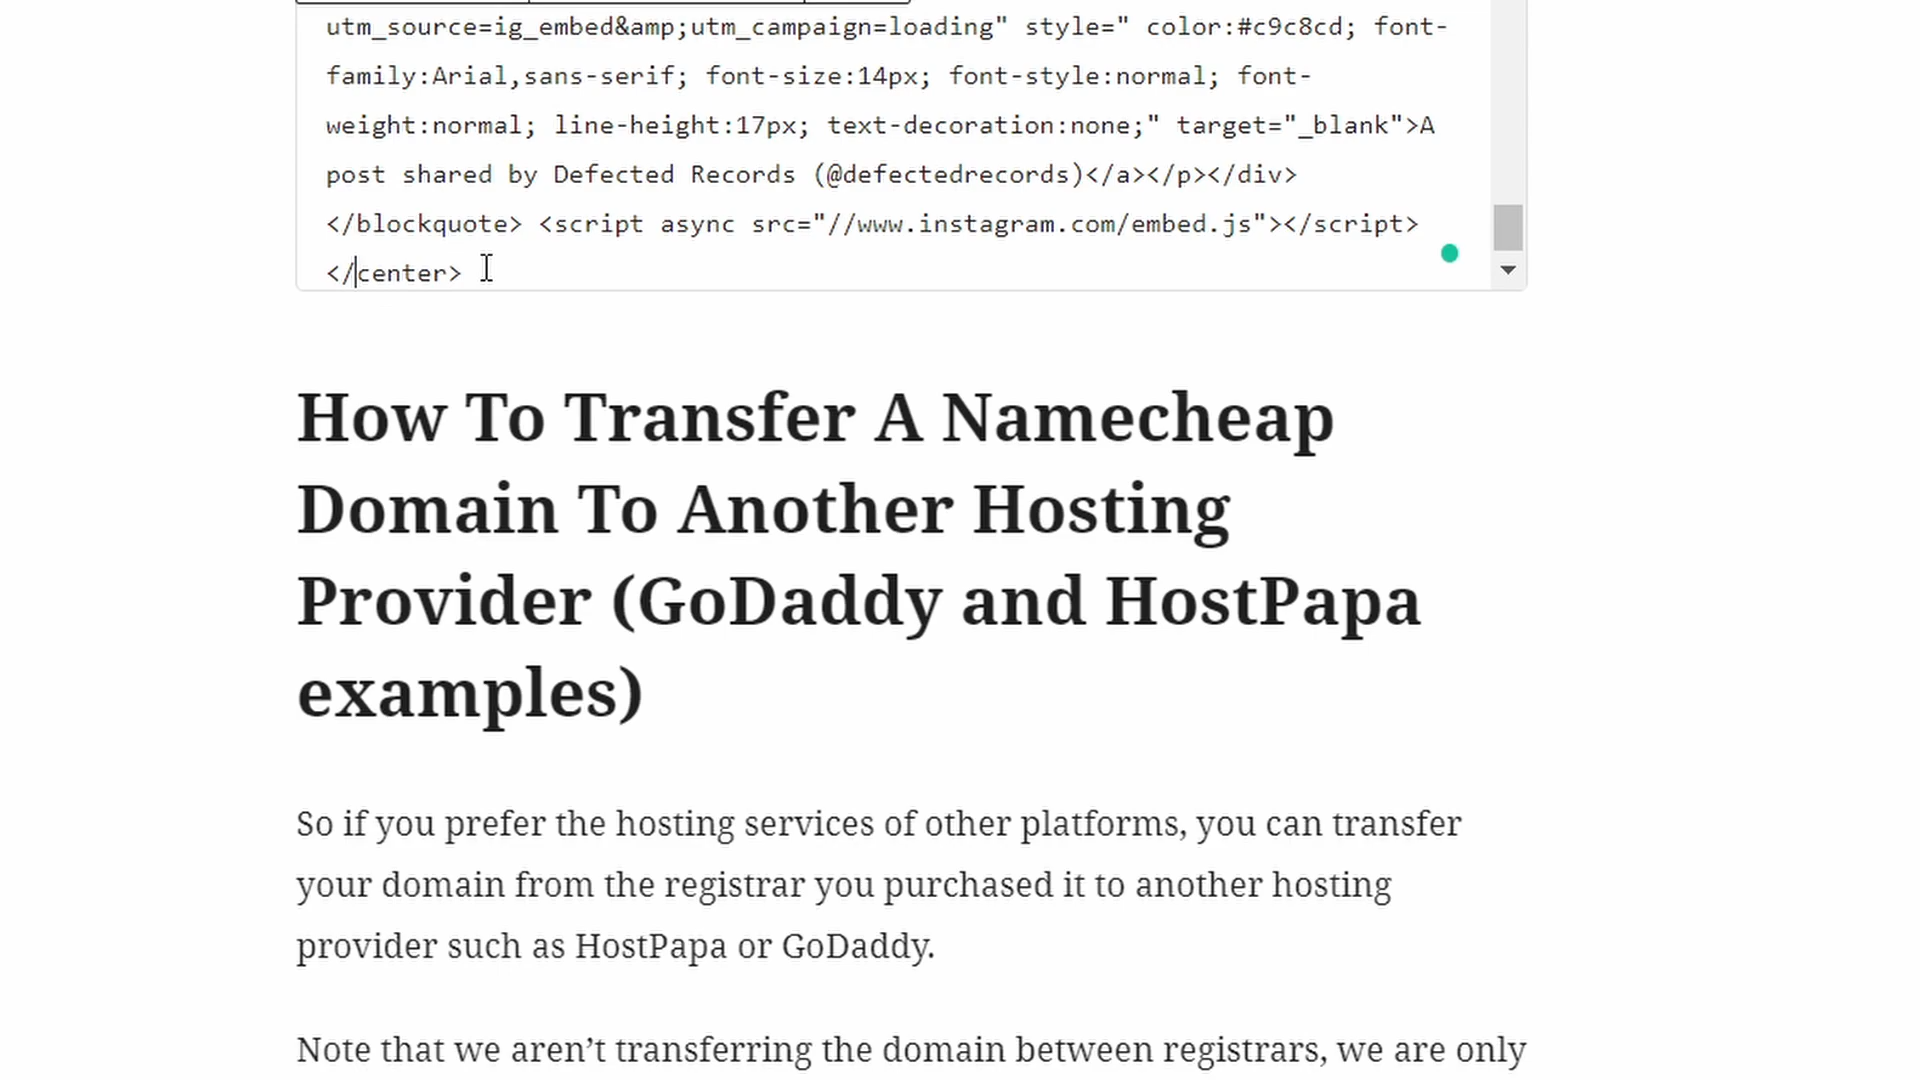 utm_source=ig_embed&amp;utm_campaign=loading" style=" color:#c9c8cd; font-
family:Arial,sans-serif; font-size:14px; font-style:normal; font-
weight:normal; line-height:17px; text-decoration:none;" target="_blank">A
post shared by Defected Records (@defectedrecords)</a></p></div>
</blockquote> <script async src="//www.instagram.com/embed.js"></script>
</center>
How To Transfer A Namecheap
Domain To Another Hosting
Provider (GoDaddy and HostPapa
examples)
So if you prefer the hosting services of other platforms, you can transfer
your domain from the registrar you purchased it to another hosting
provider such as HostPapa or GoDaddy.
Note that we aren’t transferring the domain between registrars, we are only